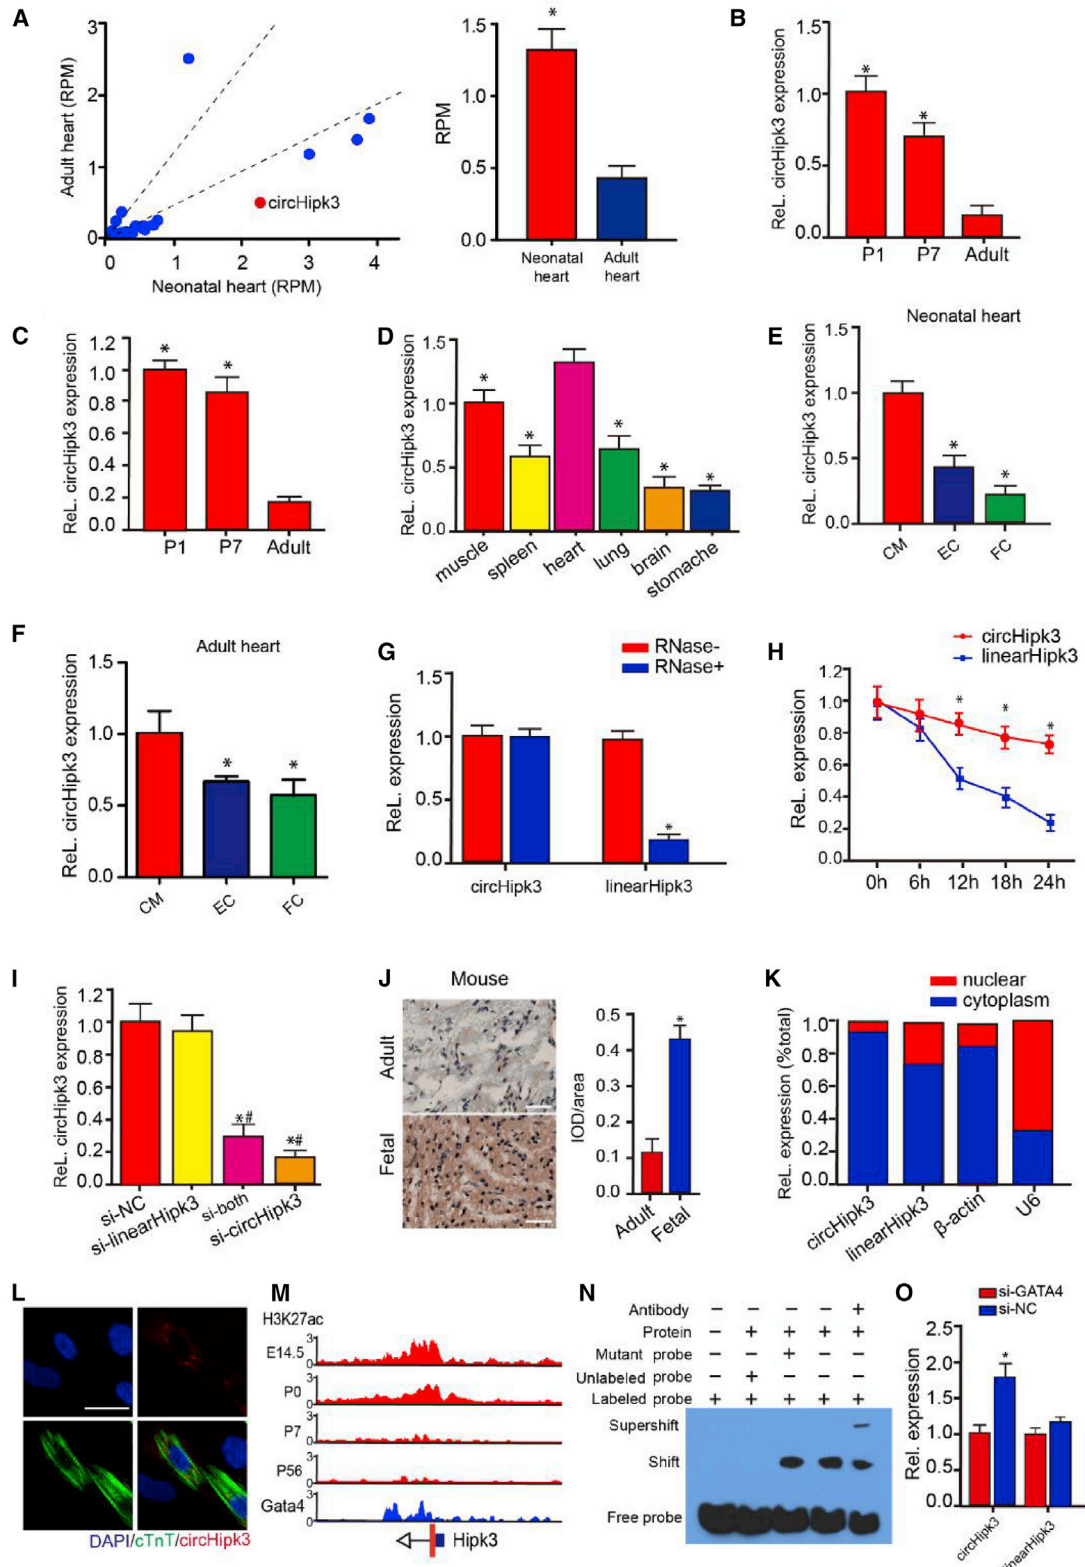 A
Adult heart (RPM)
3
2
1
0
0 1 2 3 4
circHipk3
Neonatal heart (RPM)
RPM
1.5
1.0
0.5
0.0
*
Neonatal heart
Adult heart
B
ReL. circHipk3 expression
1.5
1.0
0.5
0.0
* *
P1 P7 Adult
C
ReL. circHipk3 expression
1.2
1.0
0.8
0.6
0.4
0.2
0.0
* *
P1 P7 Adult
D
ReL. circHipk3 expression
1.5
1.0
0.5
0.0
* * * * *
muscle spleen heart lung brain stomache
E
Neonatal heart
ReL. circHipk3 expression
1.5
1.0
0.5
0.0
* *
CM EC FC
F
Adult heart
ReL. circHipk3 expression
1.5
1.0
0.5
0.0
* *
CM EC FC
G
RNase-
RNase+
ReL. expression
1.5
1.0
0.5
0.0
*
circHipk3 linearHipk3
H
circHipk3
linearHipk3
ReL. expression
1.2
1.0
0.8
0.6
0.4
0.2
0.0
* * *
0h 6h 12h 18h 24h
I
ReL. circHipk3 expression
1.2
1.0
0.8
0.6
0.4
0.2
0.0
*# *#
si-NC si-linearHipk3 si-both si-circHipk3
J
Mouse
Adult
Fetal
IOD/area
0.5
0.4
0.3
0.2
0.1
0.0
*
Adult Fetal
K
nuclear
cytoplasm
ReL. expression (%total)
1.0
0.8
0.6
0.4
0.2
0.0
circHipk3 linearHipk3 β-actin U6
L
DAPI/cTnT/circHipk3
M
H3K27ac
E14.5 3 0
P0 3 0
P7 3 0
P56 3 0
Gata4 3 0
Hipk3
N
Antibody − − − − +
Protein − + + + +
Mutant probe − − + − −
Unlabeled probe − + − − −
Labeled probe + + + + +
Supershift
Shift
Free probe
O
si-GATA4
si-NC
Rel. expression
2.5
2.0
1.5
1.0
0.5
0.0
*
circHipk3 linearHipk3